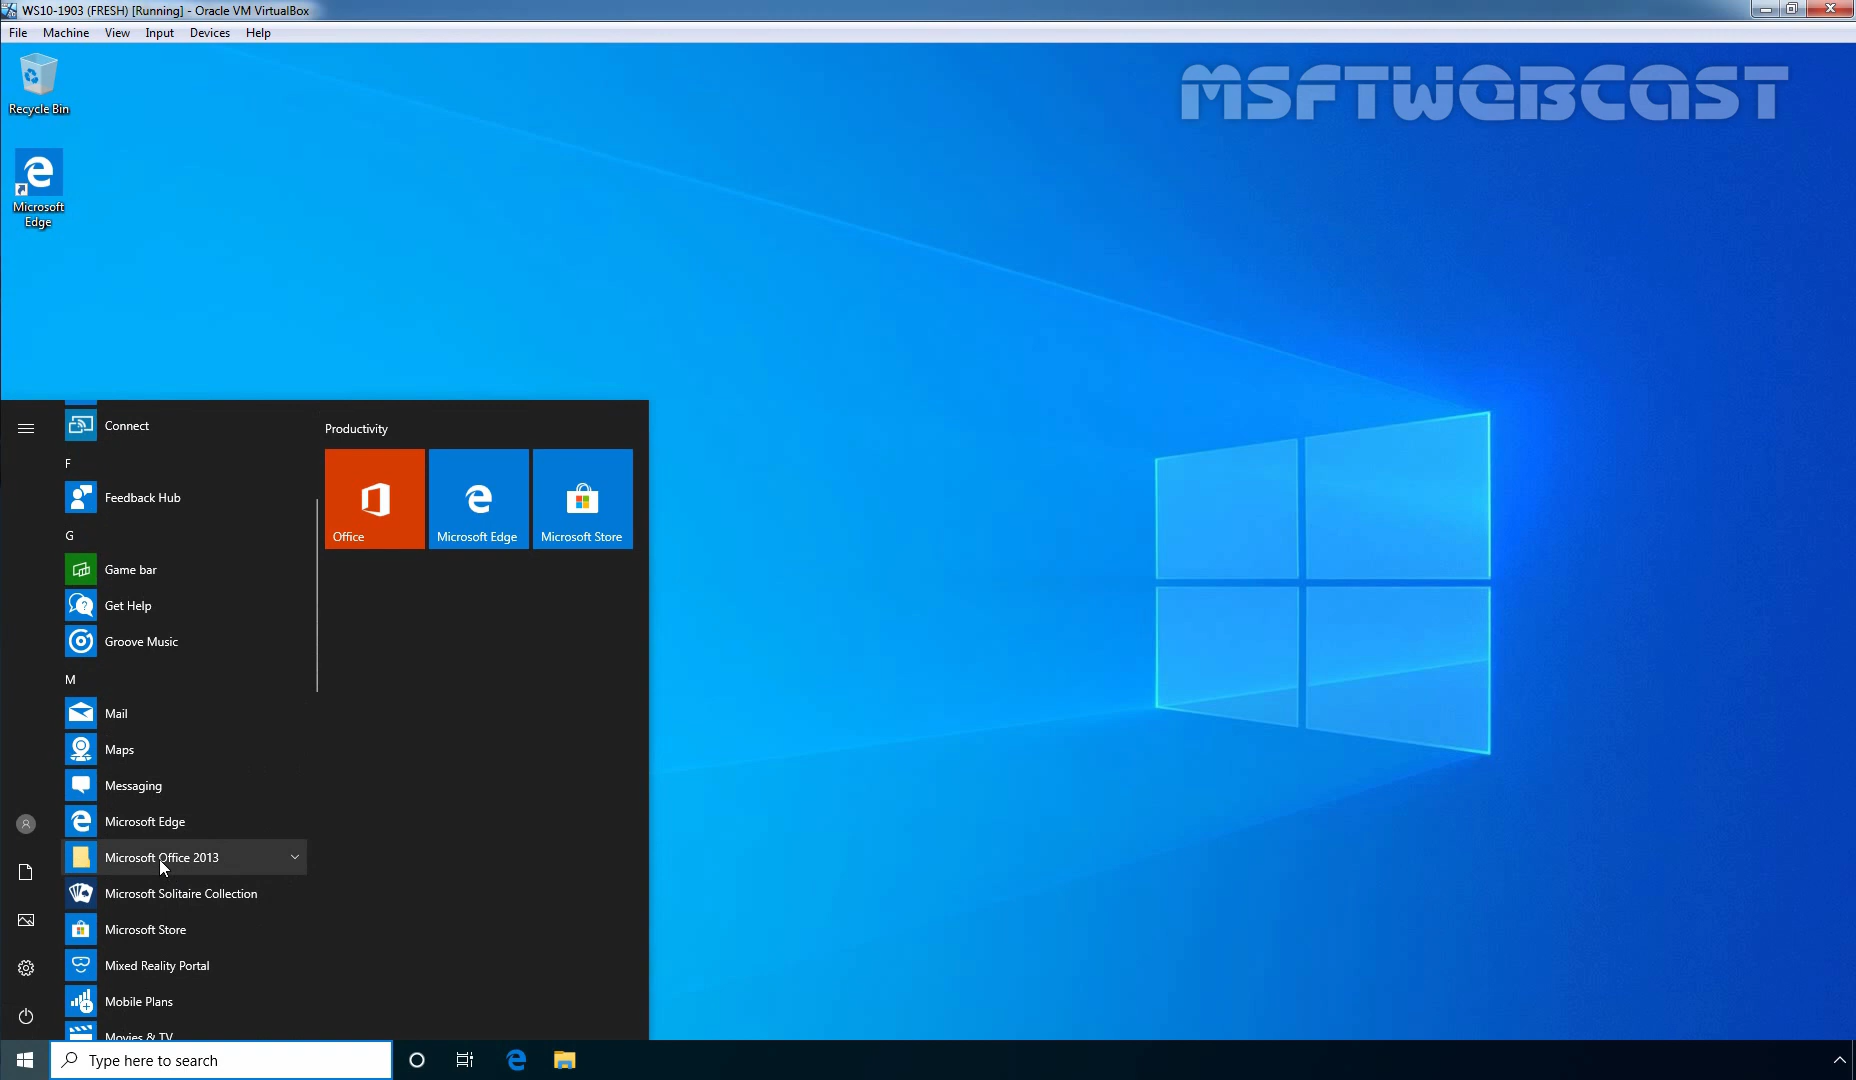 WS10-1903 (FRESH) [Running] - Oracle VM VirtualBox
File Machine View Input Devices Help
MSFTWEBCAST
Recycle Bin
Microsoft
Edge
Connect
F
Feedback Hub
G
Game bar
Get Help
Groove Music
M
Mail
Maps
Messaging
Microsoft Edge
Microsoft Office 2013
Microsoft Solitaire Collection
Microsoft Store
Mixed Reality Portal
Mobile Plans
Movies & TV
Productivity
Office
Microsoft Edge
Microsoft Store
Type here to search